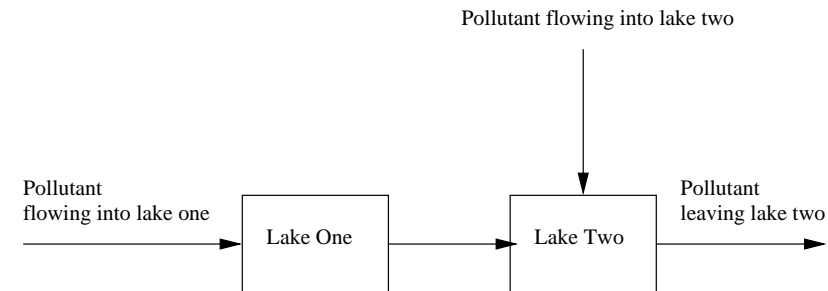 Pollutant flowing into lake two
Pollutant
flowing into lake one
Lake One
Lake Two
Pollutant
leaving lake two